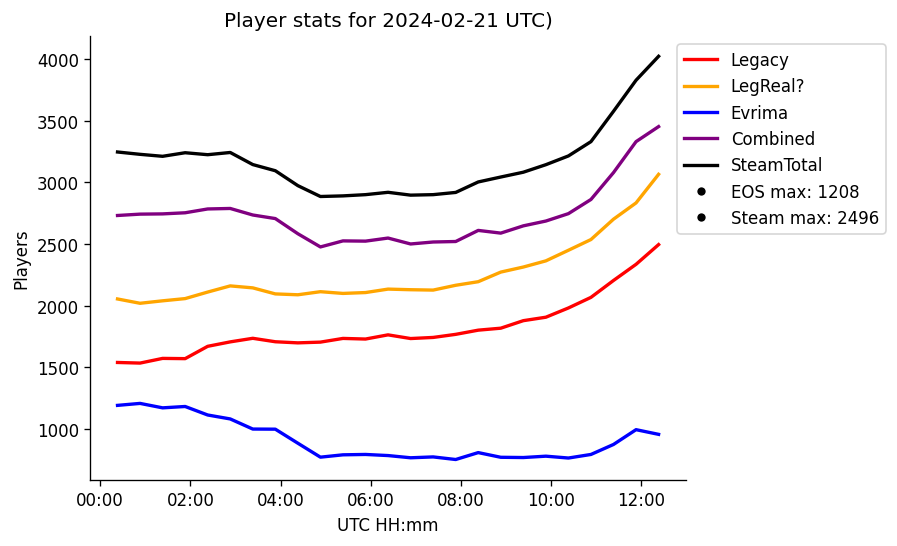 Player stats for 2024-02-21 UTC)
4000
3500
3000
2500
2000
1500
1000
Players
00:00 02:00 04:00 06:00 08:00 10:00 12:00
UTC HH:mm
Legacy
LegReal?
Evrima
Combined
SteamTotal
EOS max: 1208
Steam max: 2496